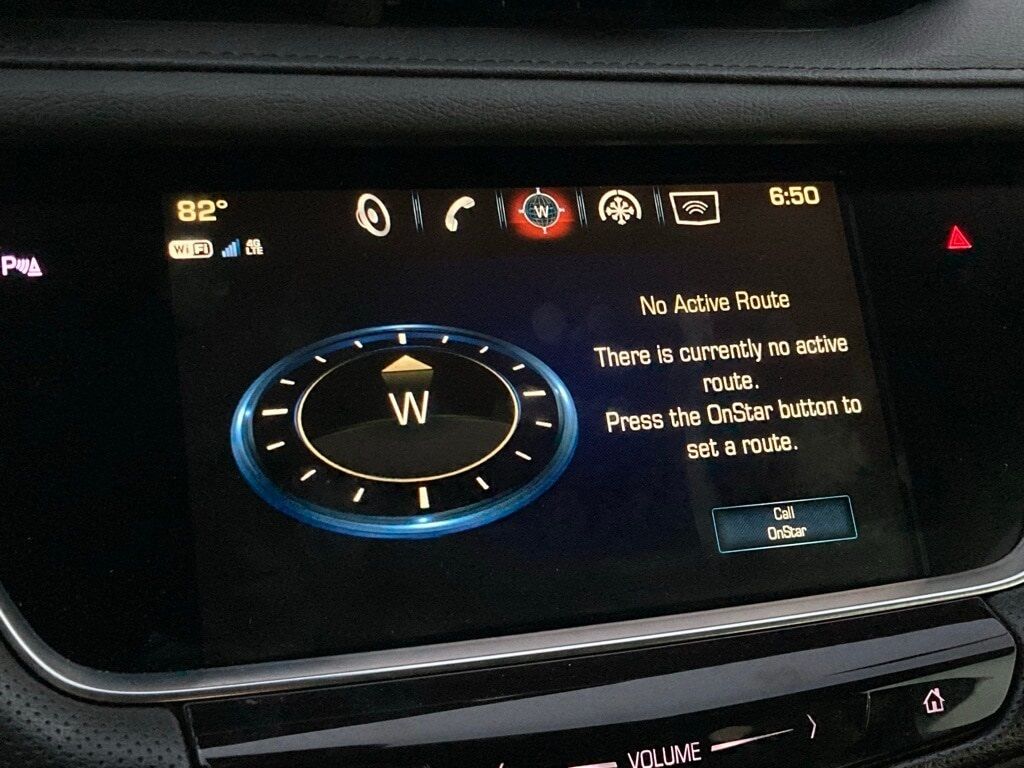 82°
W
6:50
WiFi 4G LTE
P
No Active Route
There is currently no active
route.
Press the OnStar button to
set a route.
W
Call
OnStar
VOLUME